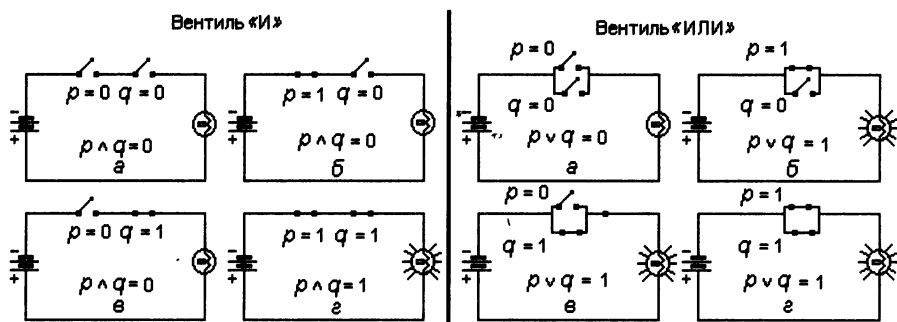 Вентиль «И»
p = 0 q = 0
p ∧ q = 0
а
p = 1 q = 0
p ∧ q = 0
б
p = 0 q = 1
p ∧ q = 0
в
p = 1 q = 1
p ∧ q = 1
г
Вентиль «ИЛИ»
p = 0
q = 0
p ∨ q = 0
а
p = 1
q = 0
p ∨ q = 1
б
p = 0
q = 1
p ∨ q = 1
в
p = 1
q = 1
p ∨ q = 1
г